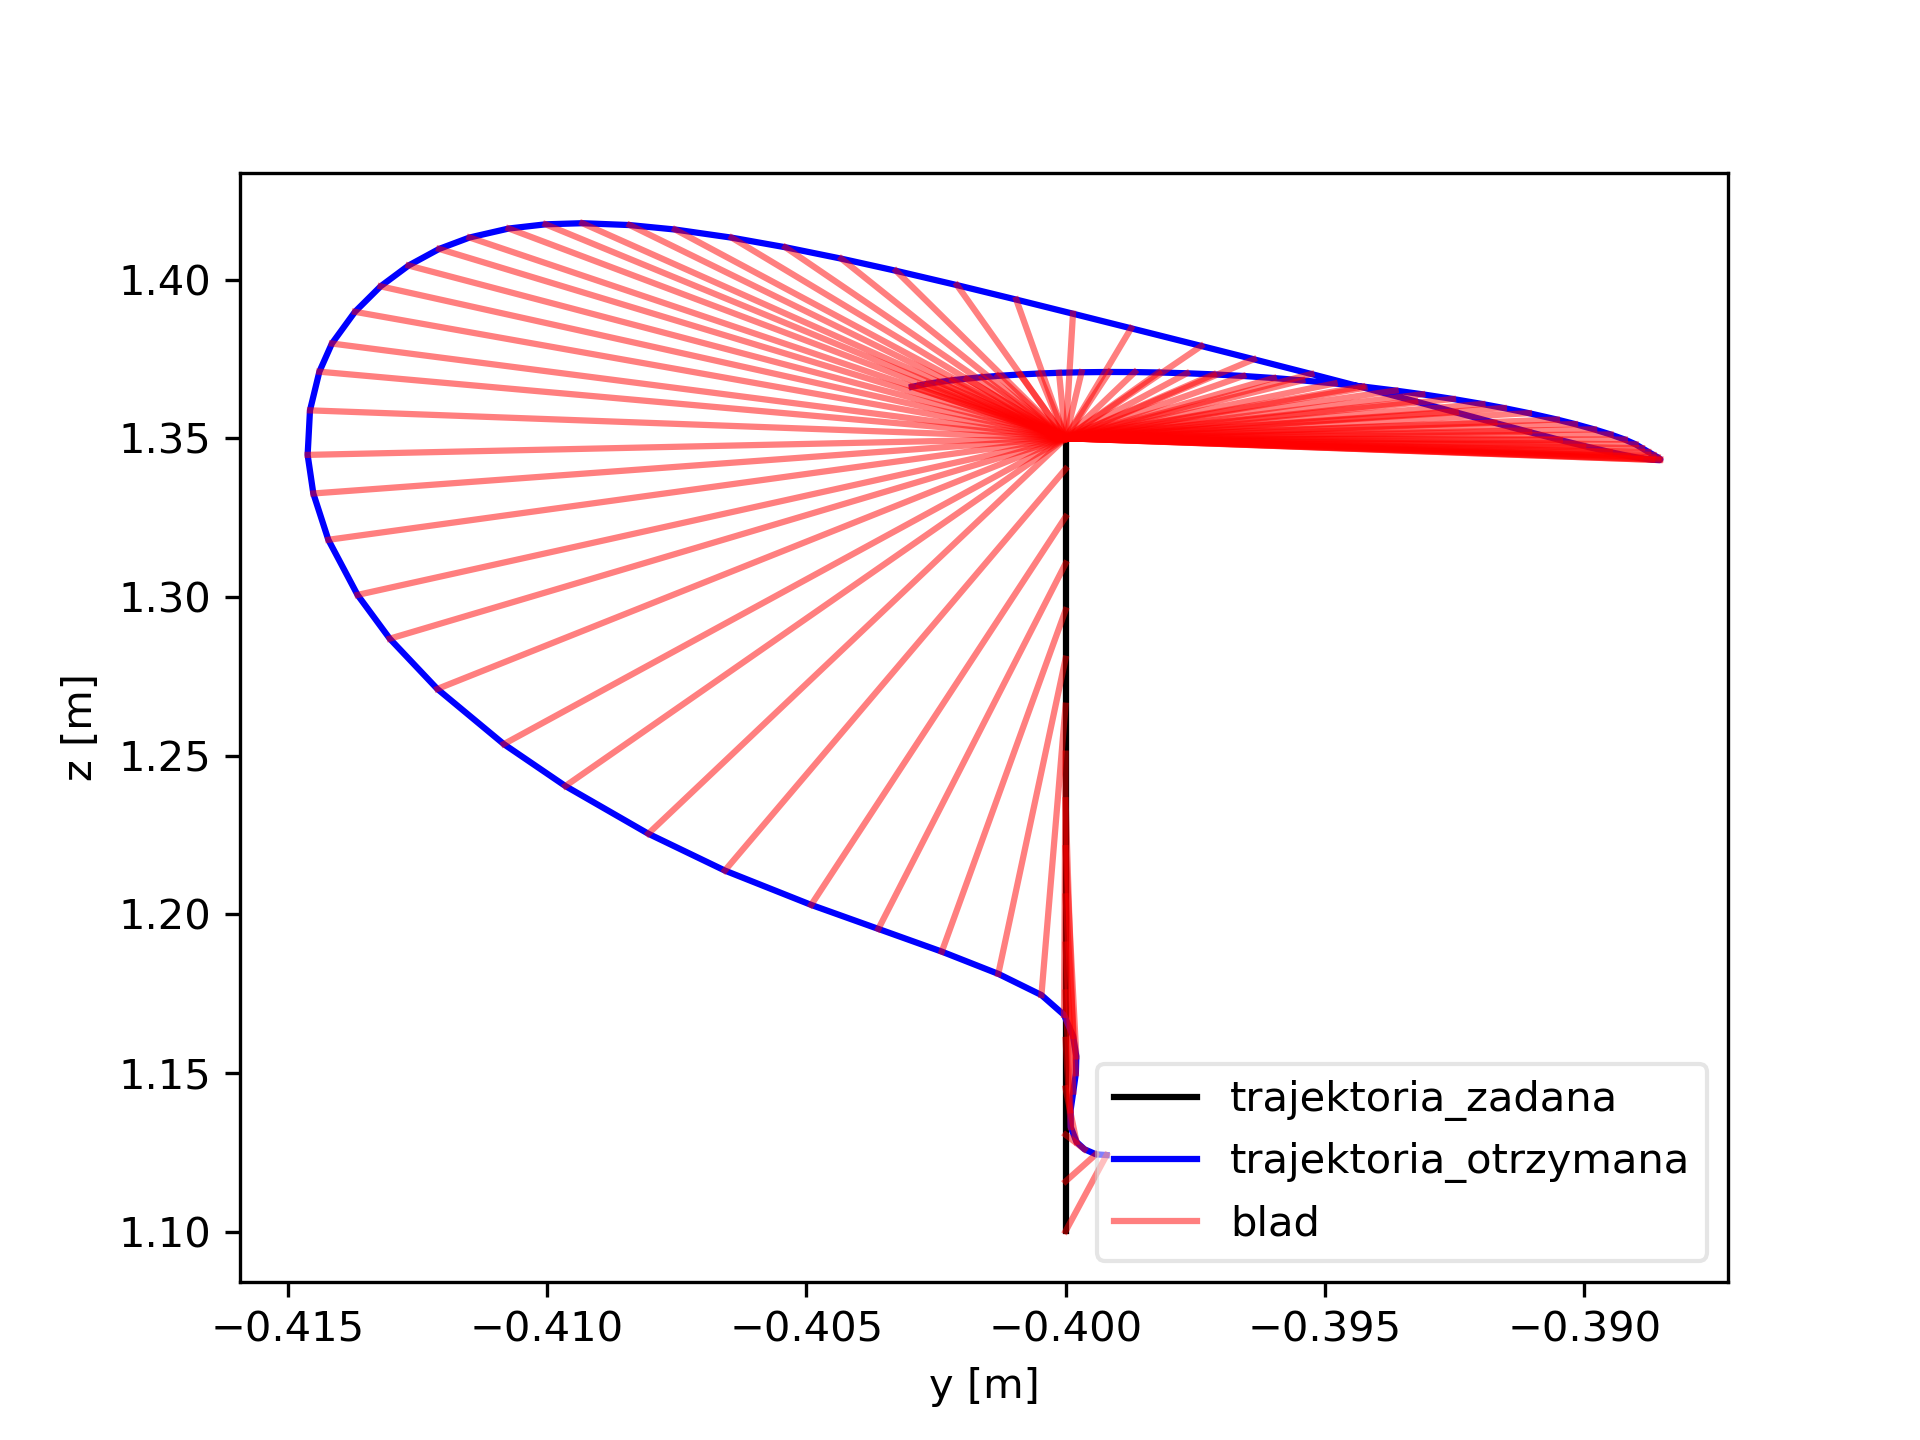 1.40
1.35
1.30
1.25
1.20
1.15
1.10
z [m]
−0.415 −0.410 −0.405 −0.400 −0.395 −0.390
y [m]
trajektoria_zadana
trajektoria_otrzymana
blad